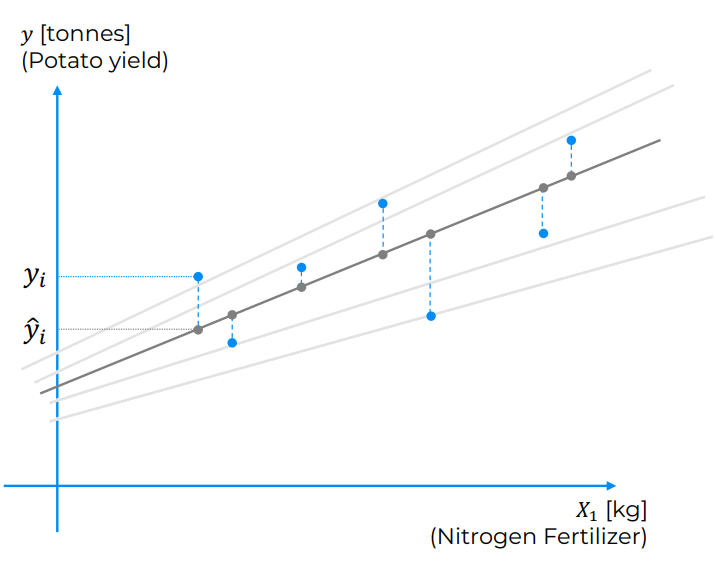 y [tonnes]
(Potato yield)
yᵢ
ŷᵢ
X₁ [kg]
(Nitrogen Fertilizer)